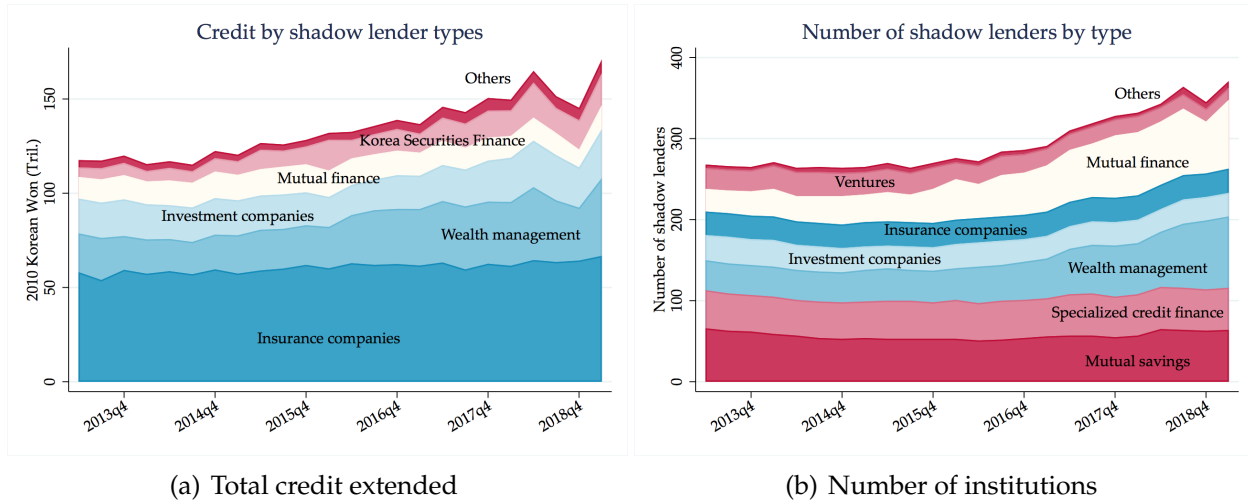 Credit by shadow lender types
2010 Korean Won (Trill.)
150
100
50
0
Others
Korea Securities Finance
Mutual finance
Investment companies
Wealth management
Insurance companies
2013q4
2014q4
2015q4
2016q4
2017q4
2018q4
(a) Total credit extended
Number of shadow lenders by type
Number of shadow lenders
400
300
200
100
0
Others
Mutual finance
Ventures
Insurance companies
Investment companies
Wealth management
Specialized credit finance
Mutual savings
2013q4
2014q4
2015q4
2016q4
2017q4
2018q4
(b) Number of institutions